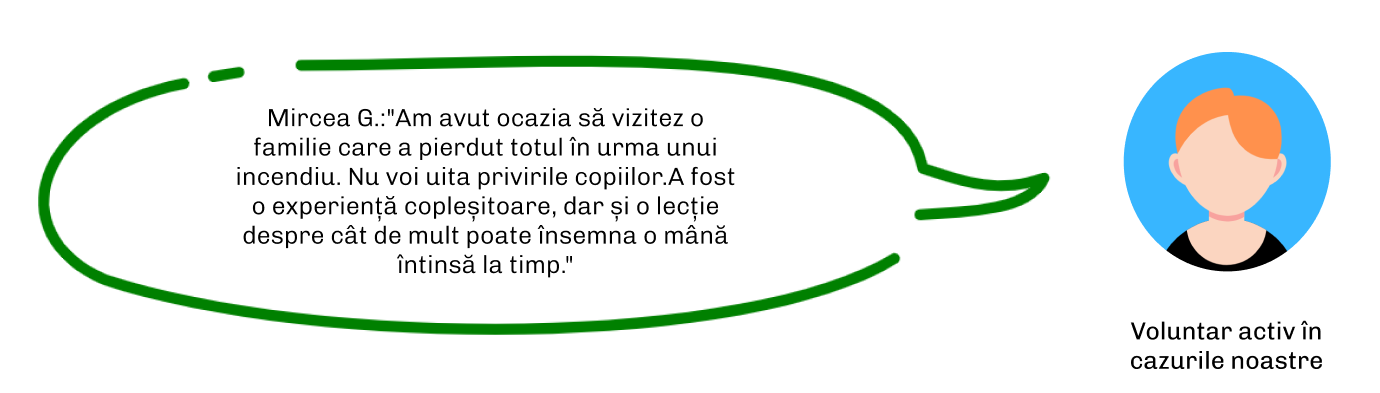 Mircea G.:"Am avut ocazia să vizitez o
familie care a pierdut totul în urma unui
incendiu. Nu voi uita privirile copiilor.A fost
o experiență copleșitoare, dar și o lecție
despre cât de mult poate însemna o mână
întinsă la timp."
Voluntar activ în
cazurile noastre